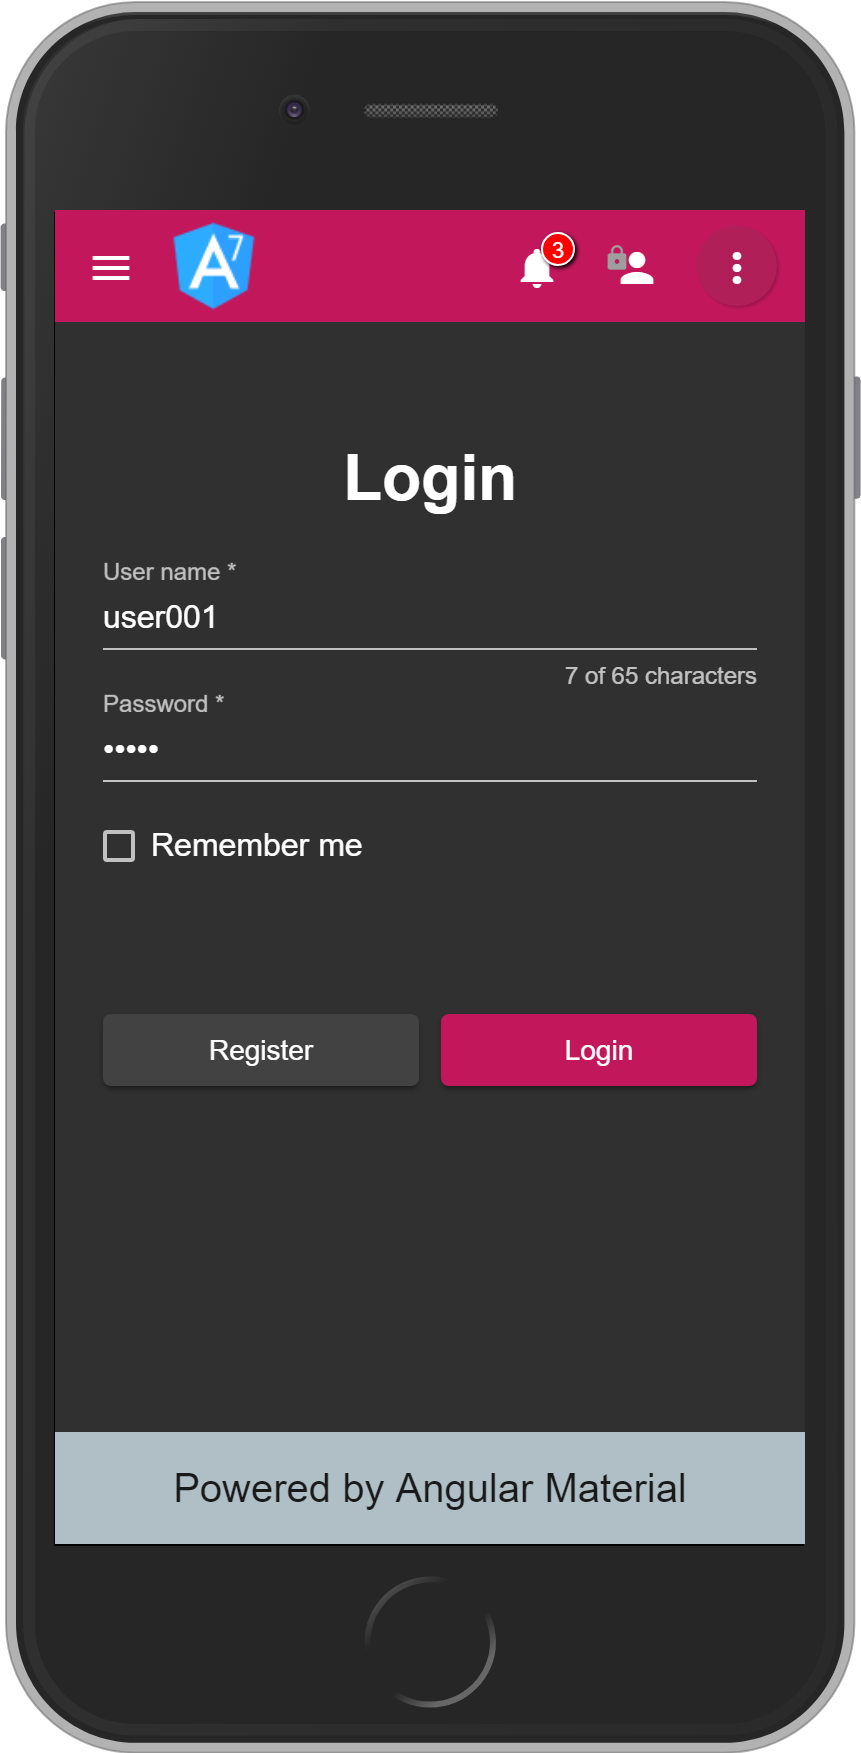 A7
3
Login
User name *
user001
7 of 65 characters
Password *
•••••
Remember me
Register
Login
Powered by Angular Material